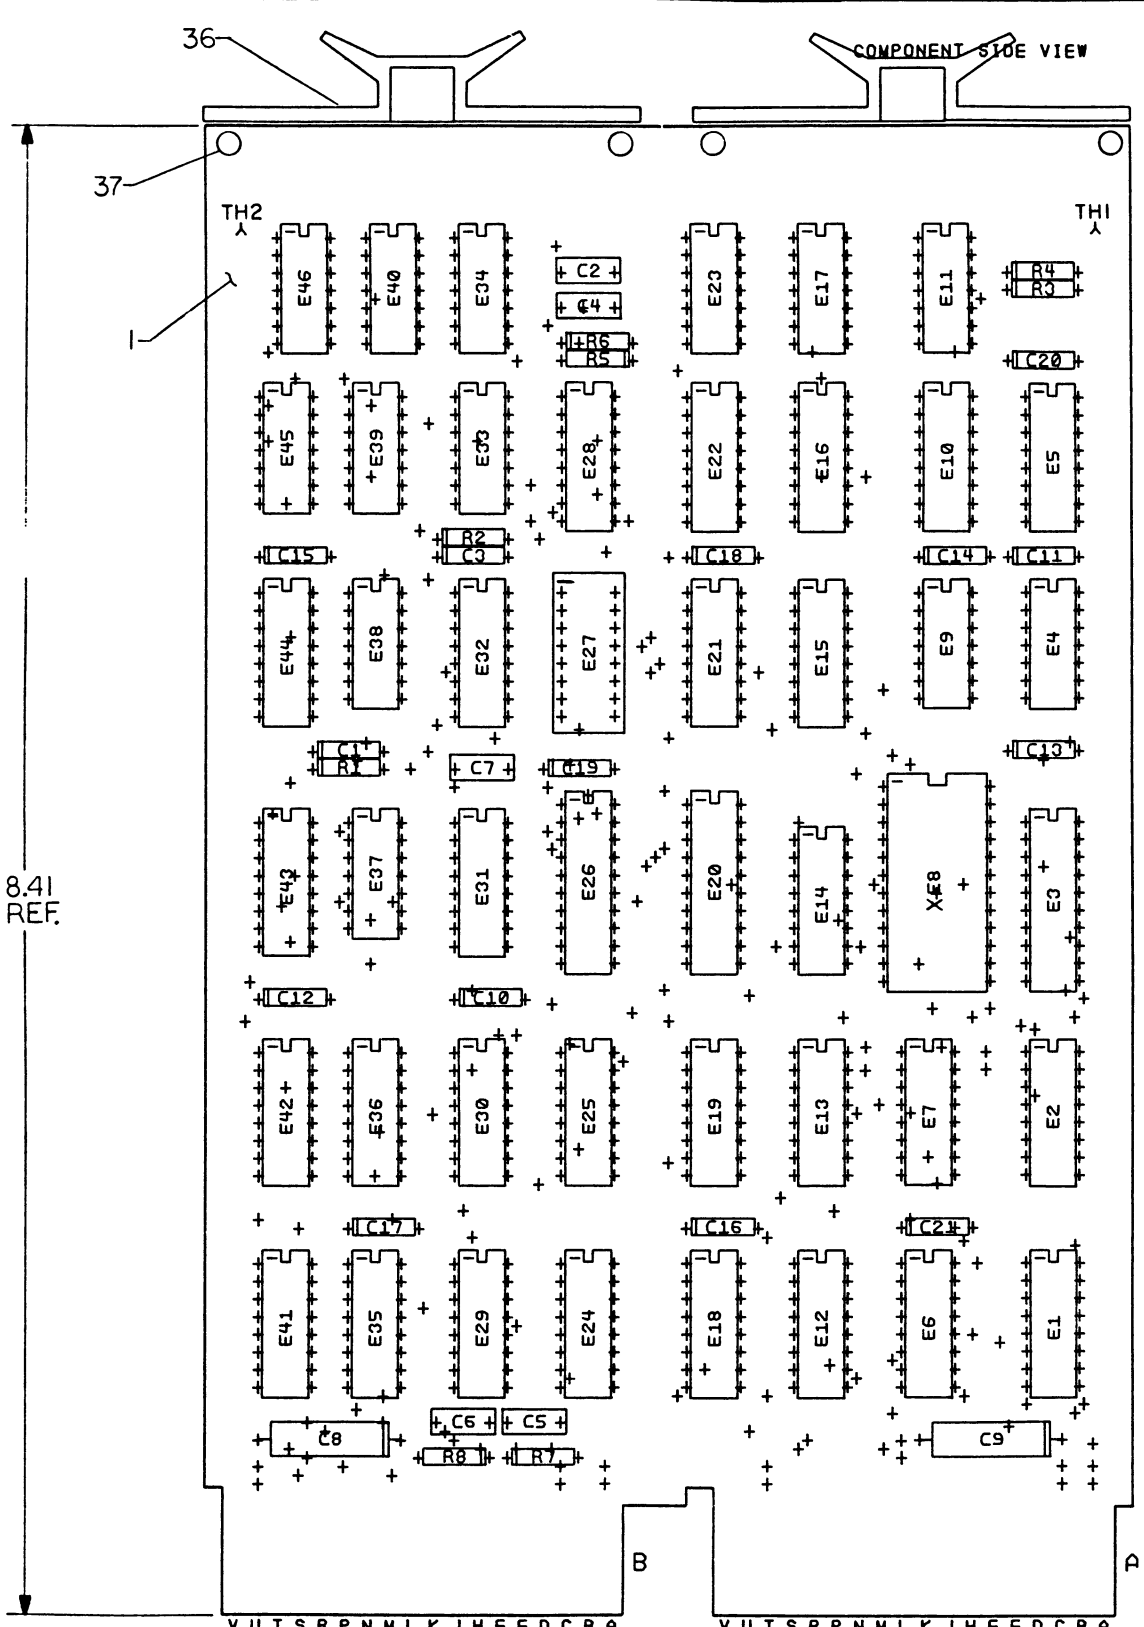 36
COMPONENT SIDE VIEW
37
TH2
TH1
E46
E40
E34
C2
E23
E17
E11
R4
R3
C4
1
R6
R5
C20
E45
E39
E33
E28
E22
E16
E10
E5
R2
C15
C3
C18
C14
C11
E44
E38
E32
E27
E21
E15
E9
E4
C1
R1
C7
C19
C13
8.41
REF.
E43
E37
E31
E26
E20
E14
XE8
E3
C12
C10
E42
E36
E30
E25
E19
E13
E7
E2
C17
C16
C21
E41
E35
E29
E24
E18
E12
E6
E1
C6
C5
C8
C9
R8
R7
B
A
V U T S R P N M L K J H F E D C B A
V U T S R P N M L K J H F E D C B A